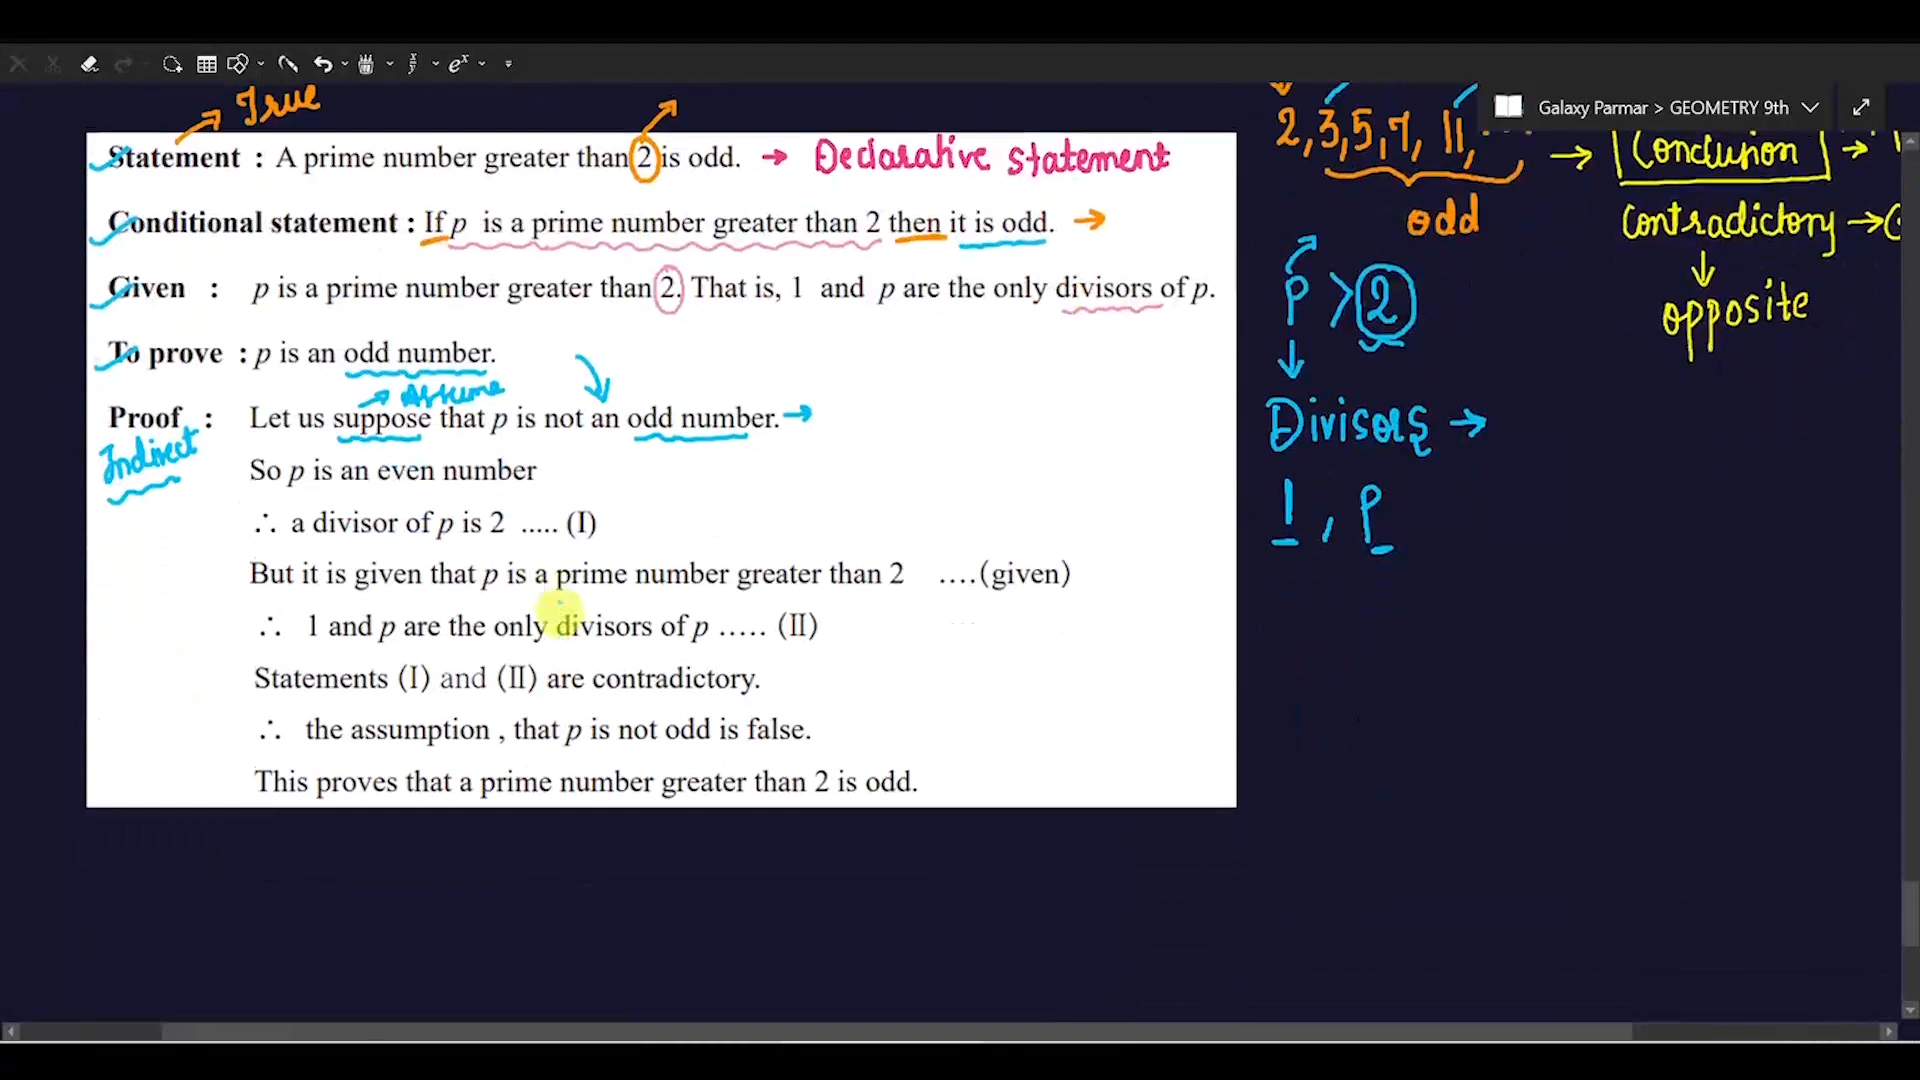 True
Galaxy Parmar > GEOMETRY 9th
Statement : A prime number greater than 2 is odd. → Declarative statement
2, 3, 5, 7, 11, → Conclusion →
Conditional statement : If p is a prime number greater than 2 then it is odd. →
odd
Contradictory →
Given : p is a prime number greater than 2. That is, 1 and p are the only divisors of p.
p > 2
opposite
To prove : p is an odd number.
→ Assume
Proof : Let us suppose that p is not an odd number. →
Divisors →
Indirect
So p is an even number
∴ a divisor of p is 2 ..... (I)
1, p
But it is given that p is a prime number greater than 2 ....(given)
∴ 1 and p are the only divisors of p ..... (II)
Statements (I) and (II) are contradictory.
∴ the assumption , that p is not odd is false.
This proves that a prime number greater than 2 is odd.